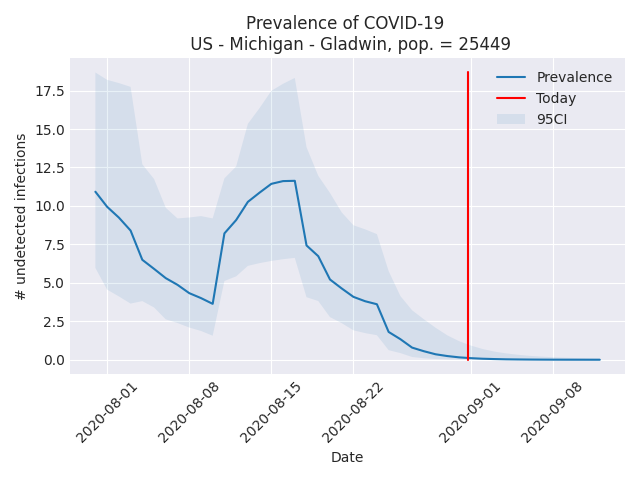 Prevalence of COVID-19
US - Michigan - Gladwin, pop. = 25449
Prevalence
Today
95CI
# undetected infections
17.5
15.0
12.5
10.0
7.5
5.0
2.5
0.0
2020-08-01
2020-08-08
2020-08-15
2020-08-22
2020-09-01
2020-09-08
Date